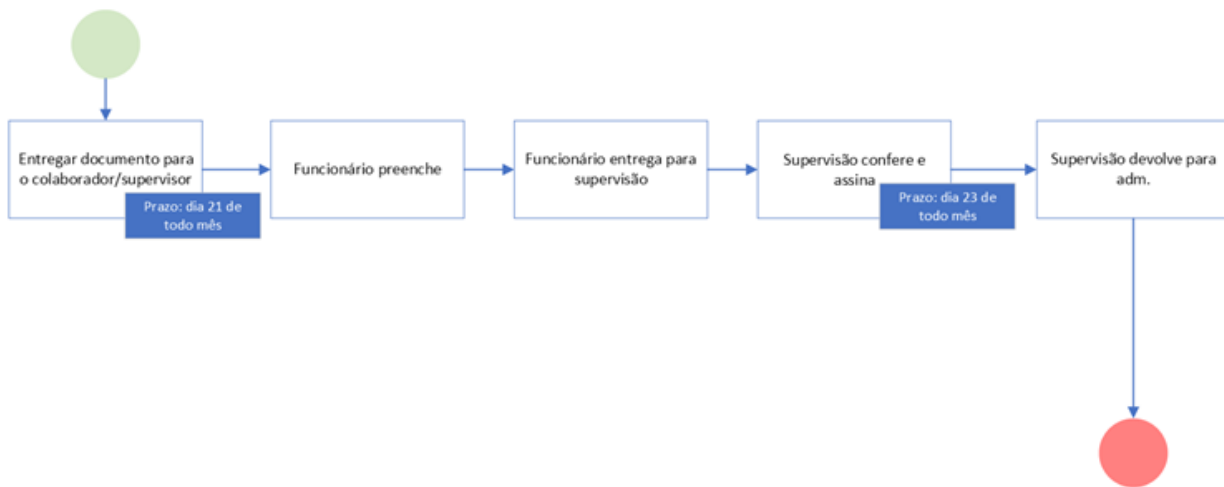 Entregar documento para
o colaborador/supervisor
Prazo: dia 21 de
todo mês
Funcionário preenche
Funcionário entrega para
supervisão
Supervisão confere e
assina
Prazo: dia 23 de
todo mês
Supervisão devolve para
adm.